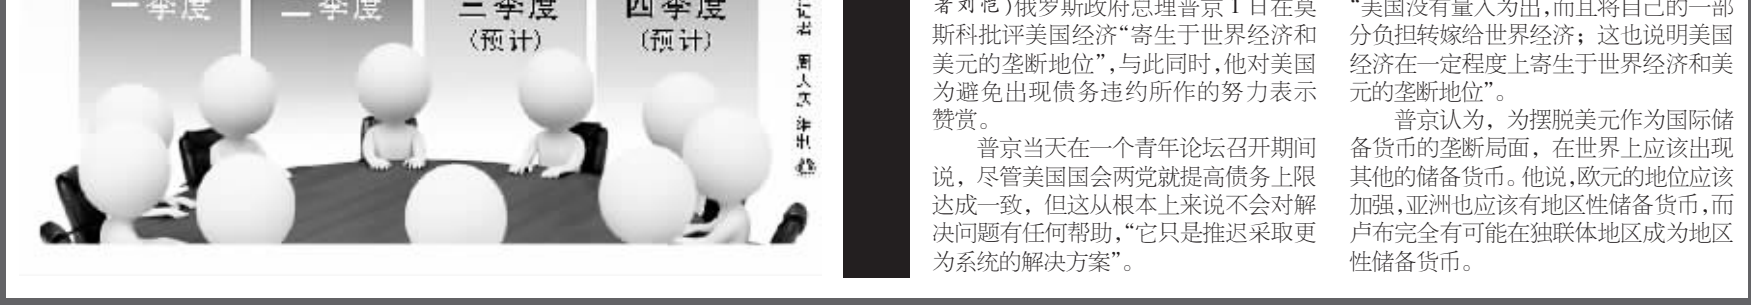 一季度
二季度
三季度
(预计)
四季度
(预计)
者刘恺)俄罗斯政府总理普京1日在莫
斯科批评美国经济“寄生于世界经济和
美元的垄断地位”,与此同时,他对美国
为避免出现债务违约所作的努力表示
赞赏。
普京当天在一个青年论坛召开期间
说，尽管美国国会两党就提高债务上限
达成一致，但这从根本上来说不会对解
决问题有任何帮助,“它只是推迟采取更
为系统的解决方案”。
“美国没有量入为出,而且将自己的一部
分负担转嫁给世界经济；这也说明美国
经济在一定程度上寄生于世界经济和美
元的垄断地位”。
普京认为，为摆脱美元作为国际储
备货币的垄断局面，在世界上应该出现
其他的储备货币。他说,欧元的地位应该
加强,亚洲也应该有地区性储备货币,而
卢布完全有可能在独联体地区成为地区
性储备货币。